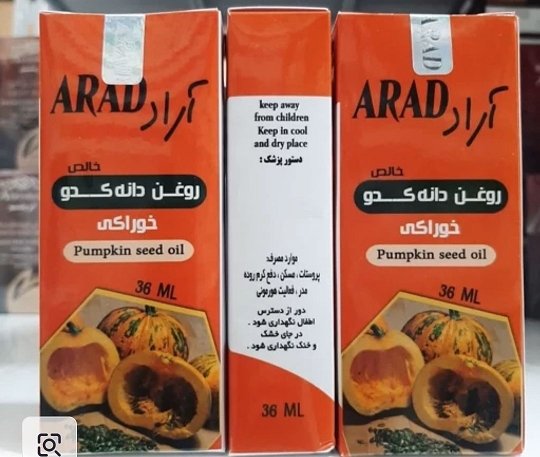 ARAD آراد
خالص
روغن دانه کدو
خوراکی
Pumpkin seed oil
36 ML
keep away
from children
Keep in cool
and dry place
دستور پزشک :
موارد مصرف:
پروستات ، مسکن ، دفع کرم روده
مدر ، فعالیت هورمونی
دور از دسترس
اطفال نگهداری شود .
در جای خشک
و خنک نگهداری شود .
36 ML
ARAD
ARAD آراد
خالص
روغن دانه کدو
خوراکی
Pumpkin seed oil
36 ML